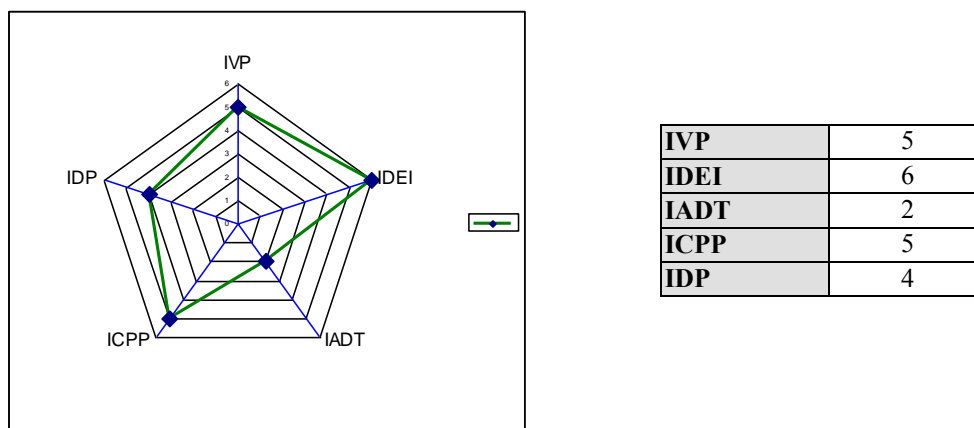 IVP
6
5
4
3
2
1
0
IDP
IDEI
ICPP
IADT
IVP 5
IDEI 6
IADT 2
ICPP 5
IDP 4